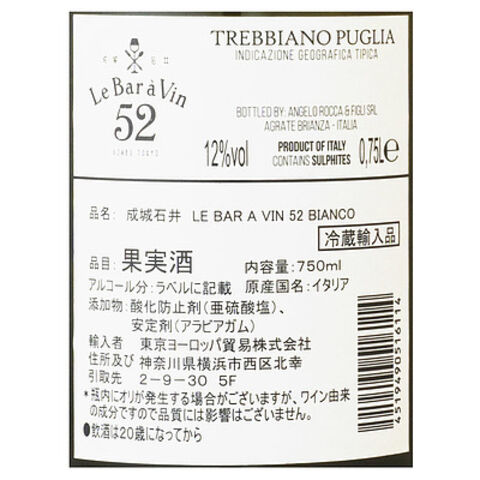 成城石井
Le Bar à Vin
52
AZABU TOKYO
TREBBIANO PUGLIA
INDICAZIONE GEOGRAFICA TIPICA
BOTTLED BY: ANGELO ROCCA & FIGLI SRL
AGRATE BRIANZA - ITALIA
12%vol
PRODUCT OF ITALY
CONTAINS SULPHITES
0,75Le
品名: 成城石井 LE BAR A VIN 52 BIANCO
冷蔵輸入品
品目: 果実酒 内容量:750ml
アルコール分:ラベルに記載 原産国名:イタリア
添加物:酸化防止剤(亜硫酸塩)、
安定剤(アラビアガム)
輸入者 東京ヨーロッパ貿易株式会社
住所及び 神奈川県横浜市西区北幸
引取先 2-9-30 5F
*瓶内にオリが発生する場合がございますが、ワイン由来
の成分ですので品質には影響はございません。
●飲酒は20歳になってから
4519490516114